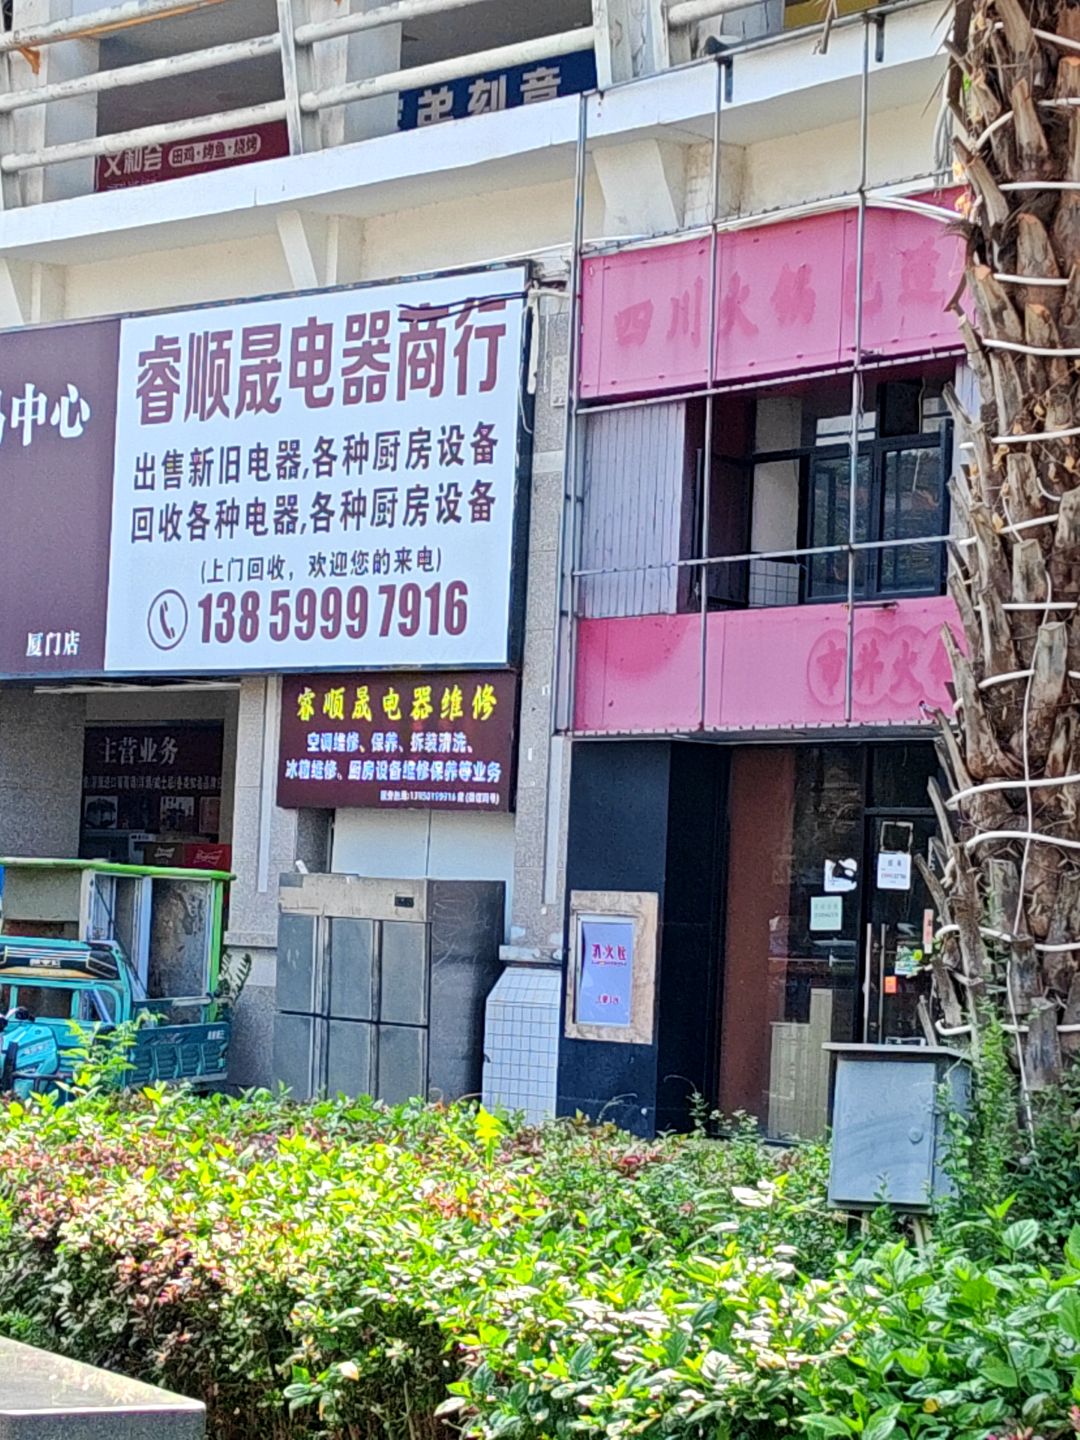 刻章
田鸡·烤鱼·烧烤
中心
厦门店
睿顺晟电器商行
出售新旧电器,各种厨房设备
回收各种电器,各种厨房设备
(上门回收，欢迎您的来电)
138 5999 7916
睿顺晟电器维修
空调维修、保养、拆装清洗、
冰箱维修、厨房设备维修保养等业务
主营业务
四川火锅
市井火
消火栓